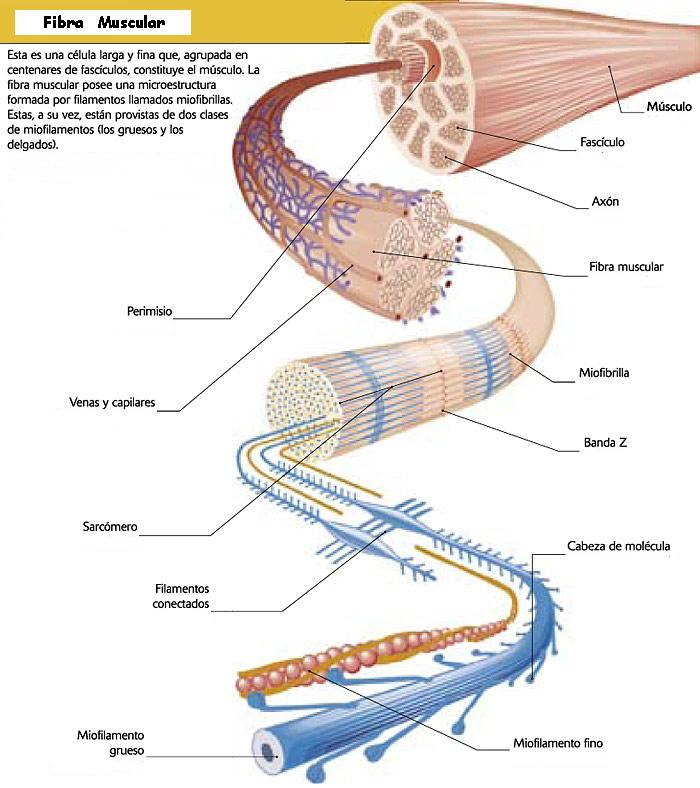 Fibra Muscular
Esta es una célula larga y fina que, agrupada en
centenares de fascículos, constituye el músculo. La
fibra muscular posee una microestructura
formada por filamentos llamados miofibrillas.
Estas, a su vez, están provistas de dos clases
de miofilamentos (los gruesos y los
delgados).
Músculo
Fascículo
Axón
Fibra muscular
Perimisio
Miofibrilla
Venas y capilares
Banda Z
Sarcómero
Cabeza de molécula
Filamentos
conectados
Miofilamento
grueso
Miofilamento fino